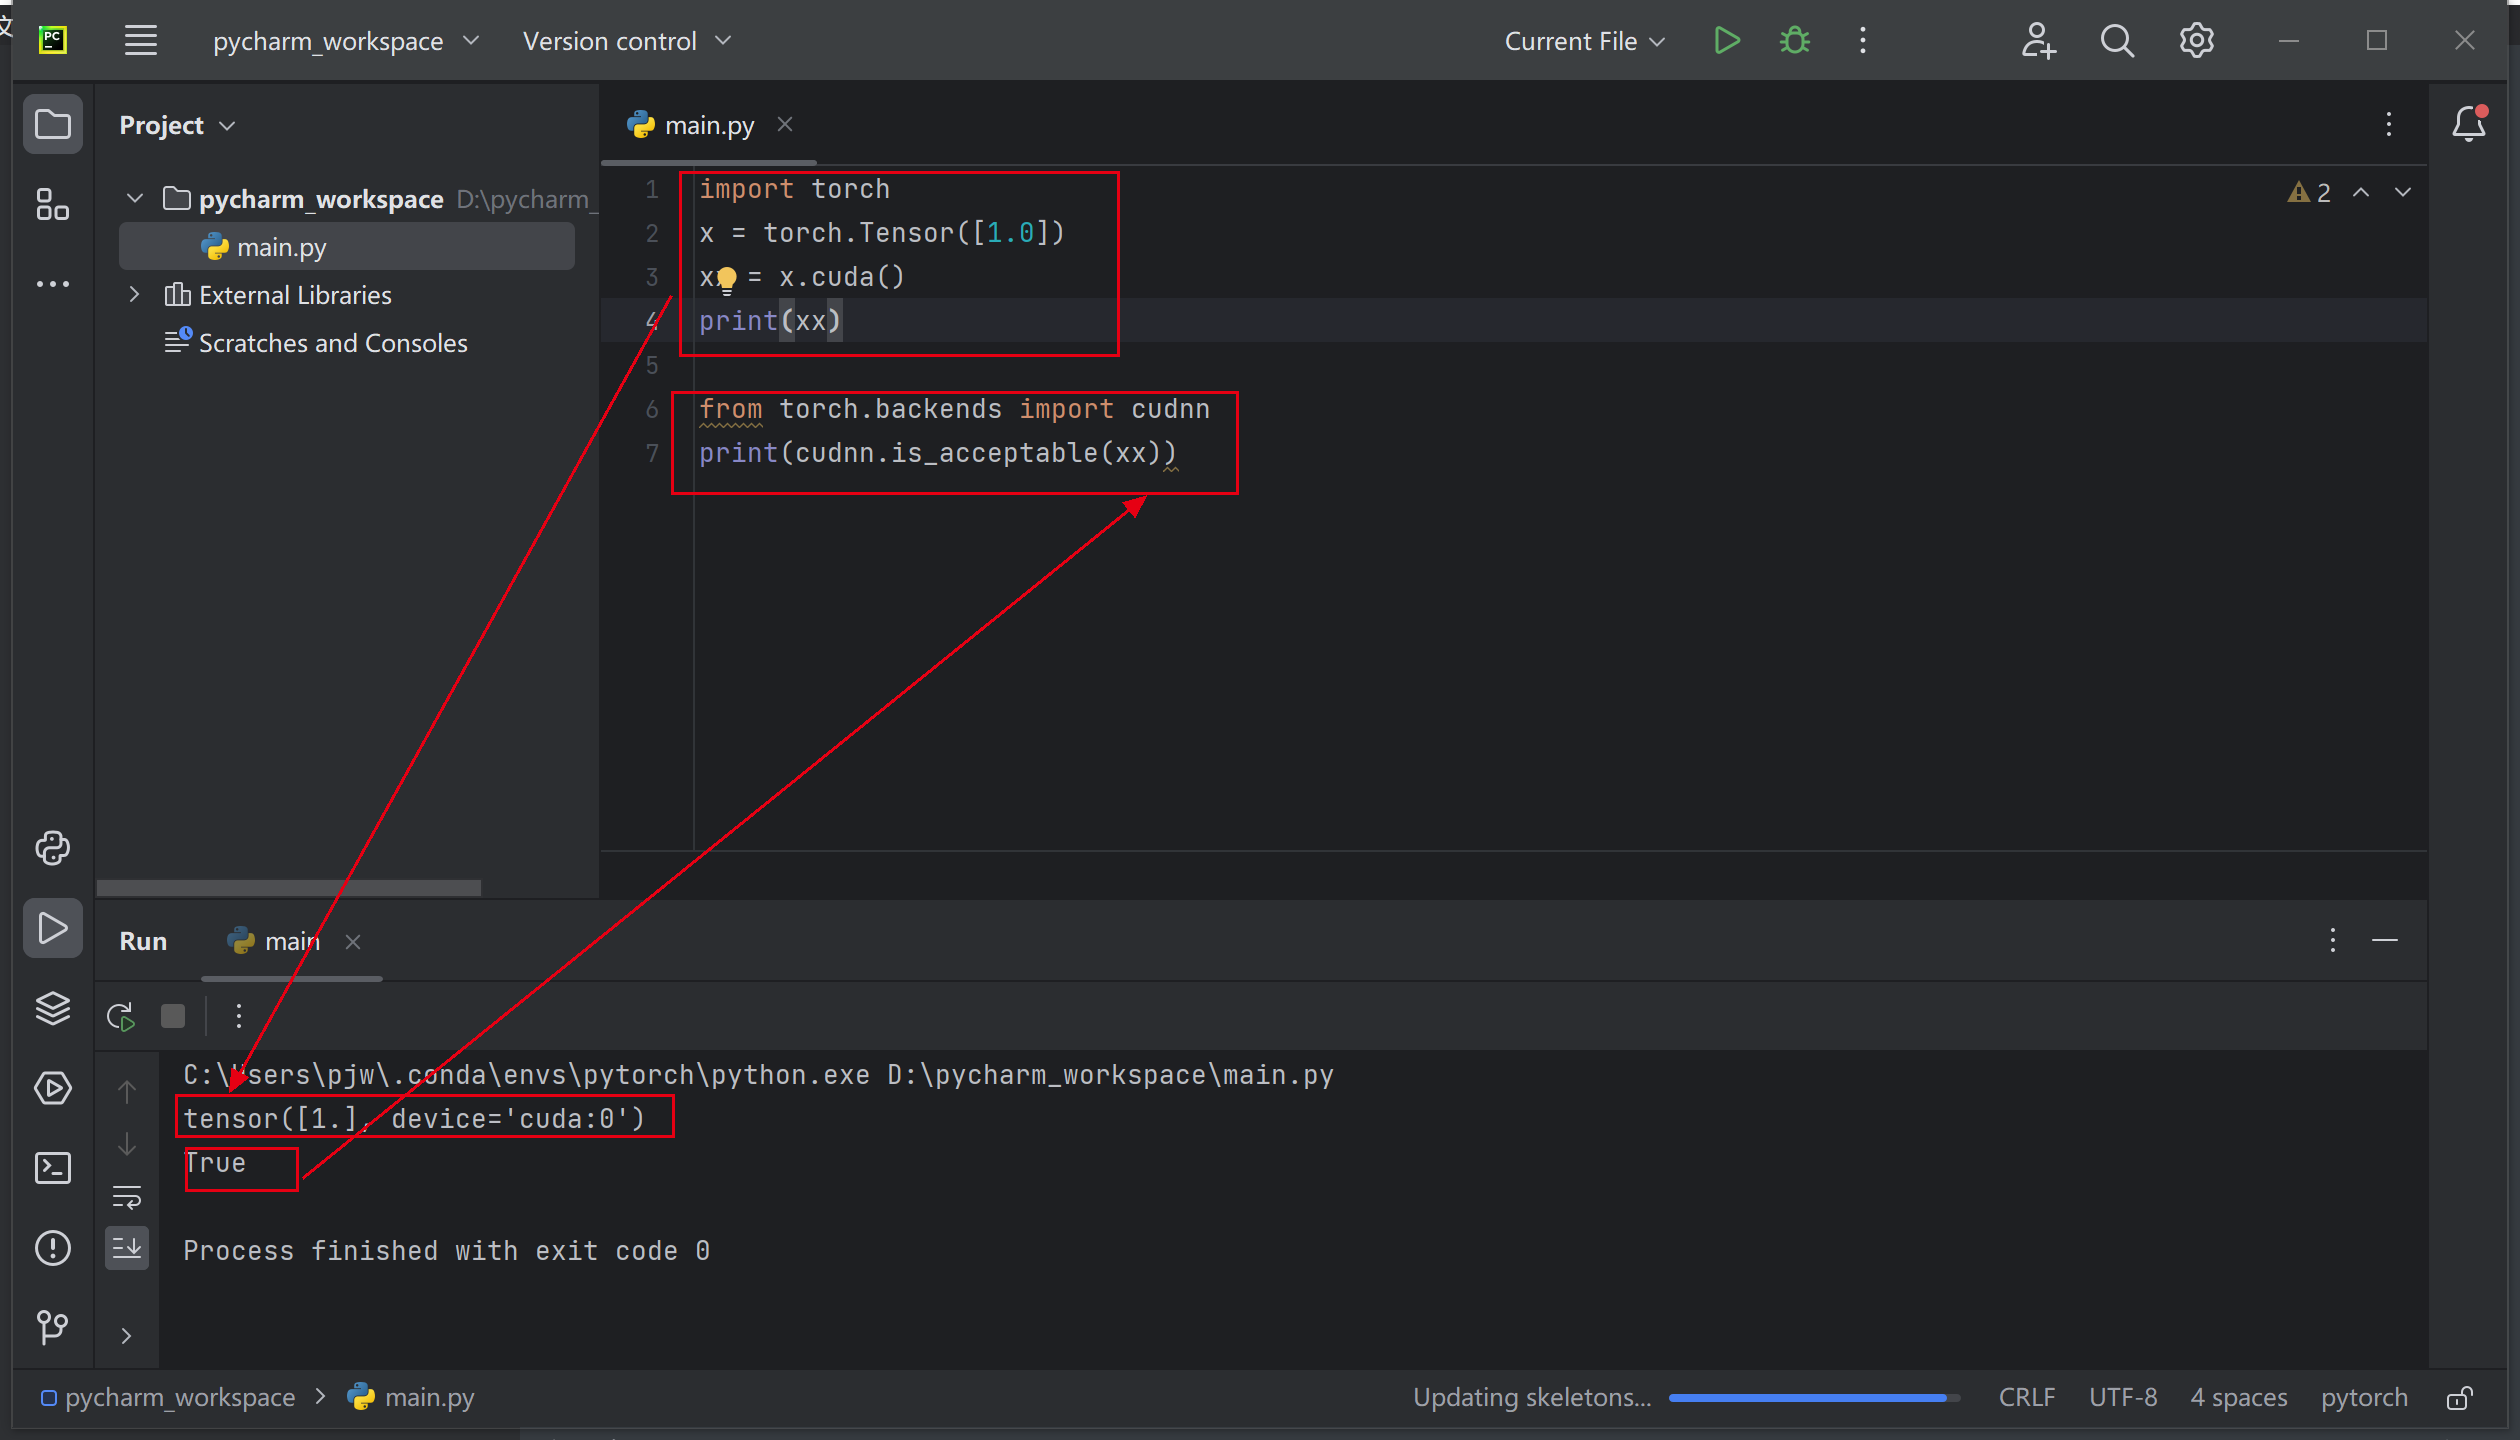 文
PC
pycharm_workspace
Version control
Current File
Project
main.py
pycharm_workspace D:\pycharm_
main.py
External Libraries
Scratches and Consoles
1 import torch
2 x = torch.Tensor([1.0])
3 xx = x.cuda()
4 print(xx)
5
6 from torch.backends import cudnn
7 print(cudnn.is_acceptable(xx))
2
Run main
C:\Users\pjw\.conda\envs\pytorch\python.exe D:\pycharm_workspace\main.py
tensor([1.], device='cuda:0')
True
Process finished with exit code 0
pycharm_workspace > main.py
Updating skeletons...
CRLF
UTF-8
4 spaces
pytorch